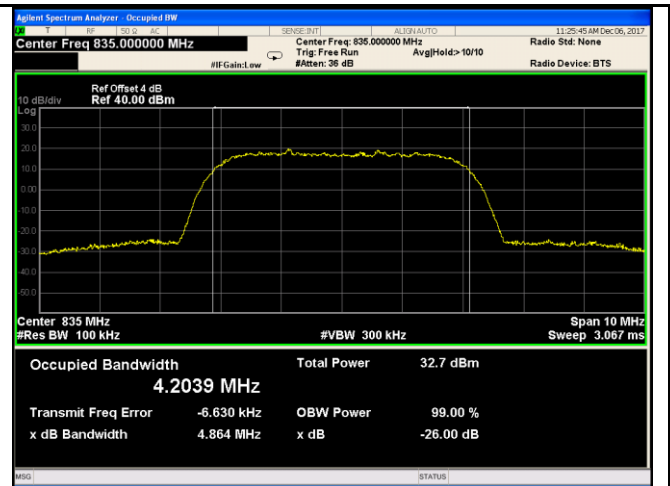 Agilent Spectrum Analyzer - Occupied BW
T RF 50 Ω AC SENSE:INT ALIGN AUTO 11:25:45 AM Dec 06, 2017
Center Freq 835.000000 MHz Center Freq: 835.000000 MHz Radio Std: None
Trig: Free Run Avg|Hold:> 10/10
#IFGain:Low #Atten: 36 dB Radio Device: BTS
Ref Offset 4 dB
10 dB/div Ref 40.00 dBm
Log
30.0
20.0
10.0
0.00
-10.0
-20.0
-30.0
-40.0
-50.0
Center 835 MHz Span 10 MHz
#Res BW 100 kHz #VBW 300 kHz Sweep 3.067 ms
Occupied Bandwidth Total Power 32.7 dBm
4.2039 MHz
Transmit Freq Error -6.630 kHz OBW Power 99.00 %
x dB Bandwidth 4.864 MHz x dB -26.00 dB
MSG STATUS